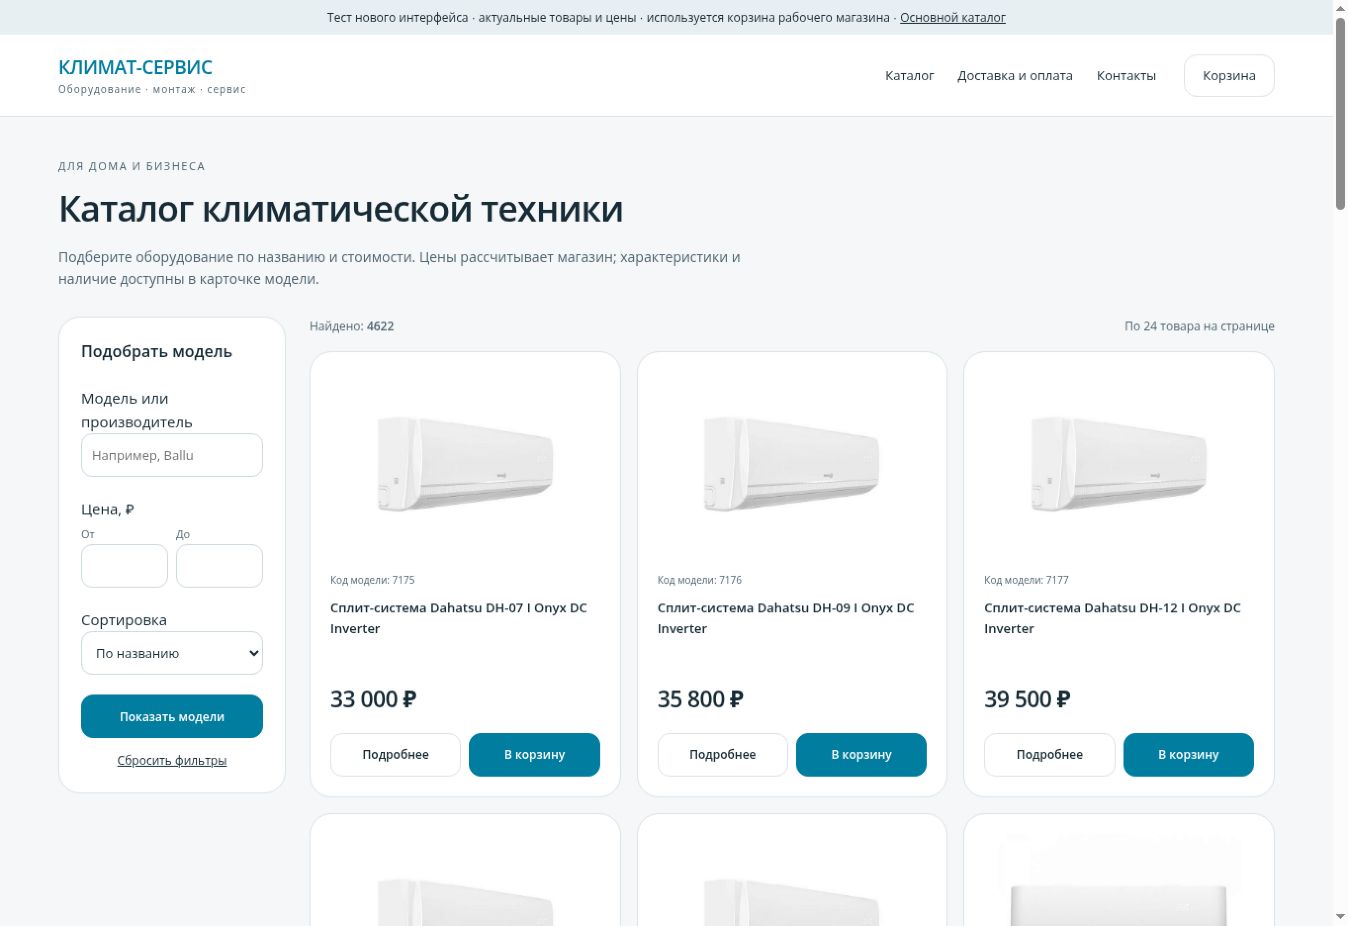 Тест нового интерфейса · актуальные товары и цены · используется корзина рабочего магазина · Основной каталог
КЛИМАТ-СЕРВИС
Оборудование · монтаж · сервис
Каталог
Доставка и оплата
Контакты
Корзина
ДЛЯ ДОМА И БИЗНЕСА
Каталог климатической техники
Подберите оборудование по названию и стоимости. Цены рассчитывает магазин; характеристики и
наличие доступны в карточке модели.
Подобрать модель
Модель или
производитель
Например, Ballu
Цена, ₽
От
До
Сортировка
По названию
Показать модели
Сбросить фильтры
Найдено: 4622
По 24 товара на странице
Код модели: 7175
Сплит-система Dahatsu DH-07 I Onyx DC
Inverter
33 000 ₽
Подробнее
В корзину
Код модели: 7176
Сплит-система Dahatsu DH-09 I Onyx DC
Inverter
35 800 ₽
Подробнее
В корзину
Код модели: 7177
Сплит-система Dahatsu DH-12 I Onyx DC
Inverter
39 500 ₽
Подробнее
В корзину